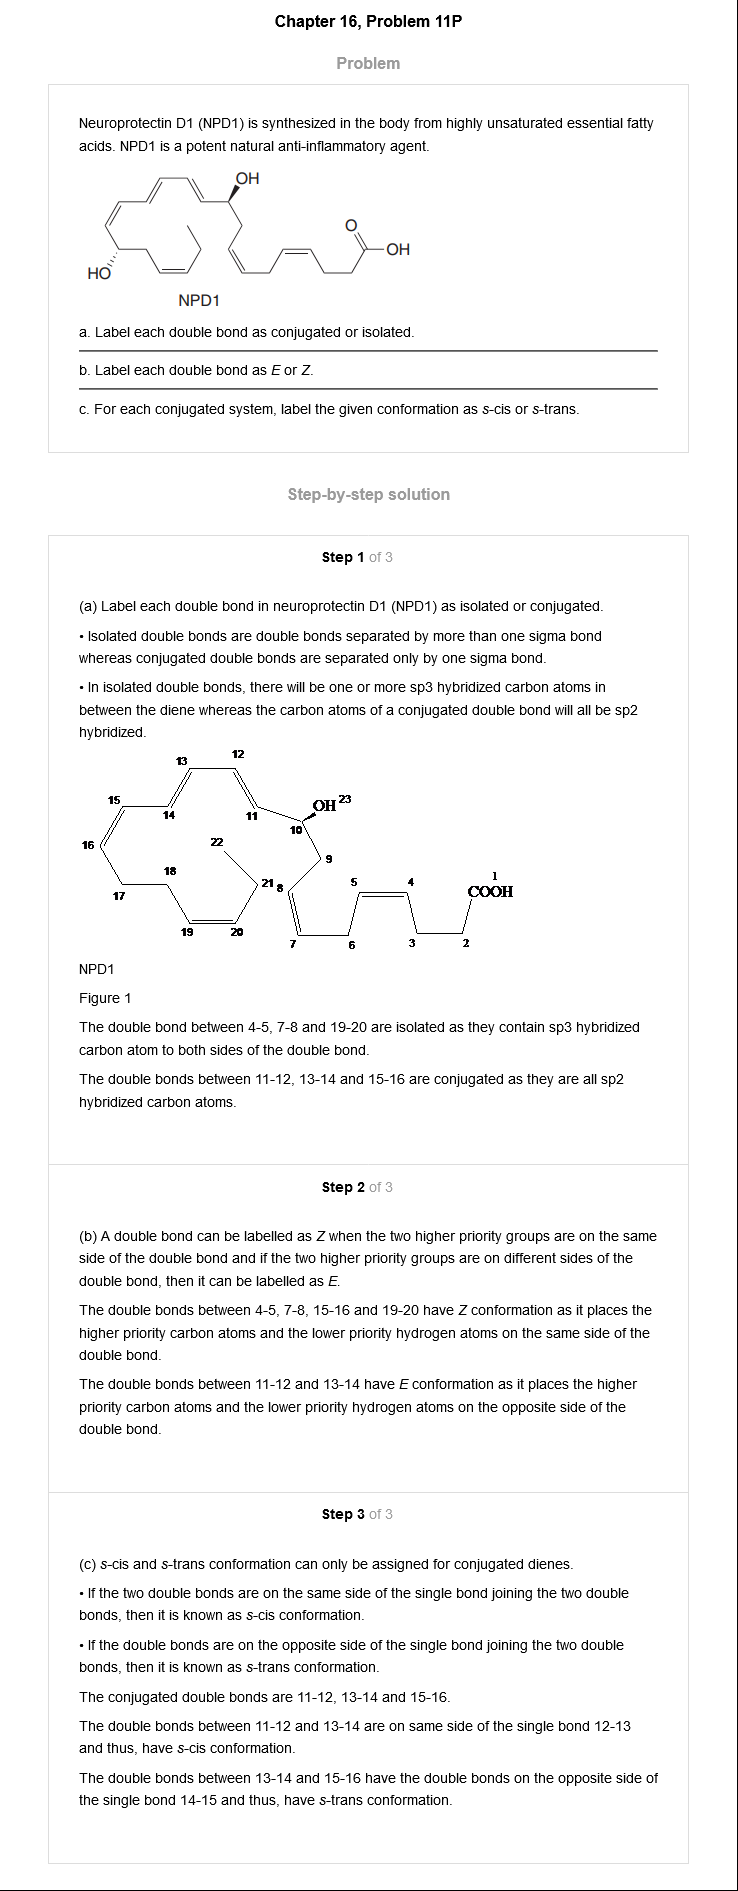 Chapter 16, Problem 11P
Problem
Neuroprotectin D1 (NPD1) is synthesized in the body from highly unsaturated essential fatty
acids. NPD1 is a potent natural anti-inflammatory agent.
OH
O
OH
HO
NPD1
a. Label each double bond as conjugated or isolated.
b. Label each double bond as E or Z.
c. For each conjugated system, label the given conformation as s-cis or s-trans.
Step-by-step solution
Step 1 of 3
(a) Label each double bond in neuroprotectin D1 (NPD1) as isolated or conjugated.
• Isolated double bonds are double bonds separated by more than one sigma bond
whereas conjugated double bonds are separated only by one sigma bond.
• In isolated double bonds, there will be one or more sp3 hybridized carbon atoms in
between the diene whereas the carbon atoms of a conjugated double bond will all be sp2
hybridized.
12
13
15
OH 23
14
11
10
16
22
9
18
21 8
5
4
1
17
COOH
19
20
7
6
3
2
NPD1
Figure 1
The double bond between 4-5, 7-8 and 19-20 are isolated as they contain sp3 hybridized
carbon atom to both sides of the double bond.
The double bonds between 11-12, 13-14 and 15-16 are conjugated as they are all sp2
hybridized carbon atoms.
Step 2 of 3
(b) A double bond can be labelled as Z when the two higher priority groups are on the same
side of the double bond and if the two higher priority groups are on different sides of the
double bond, then it can be labelled as E.
The double bonds between 4-5, 7-8, 15-16 and 19-20 have Z conformation as it places the
higher priority carbon atoms and the lower priority hydrogen atoms on the same side of the
double bond.
The double bonds between 11-12 and 13-14 have E conformation as it places the higher
priority carbon atoms and the lower priority hydrogen atoms on the opposite side of the
double bond.
Step 3 of 3
(c) s-cis and s-trans conformation can only be assigned for conjugated dienes.
• If the two double bonds are on the same side of the single bond joining the two double
bonds, then it is known as s-cis conformation.
• If the double bonds are on the opposite side of the single bond joining the two double
bonds, then it is known as s-trans conformation.
The conjugated double bonds are 11-12, 13-14 and 15-16.
The double bonds between 11-12 and 13-14 are on same side of the single bond 12-13
and thus, have s-cis conformation.
The double bonds between 13-14 and 15-16 have the double bonds on the opposite side of
the single bond 14-15 and thus, have s-trans conformation.